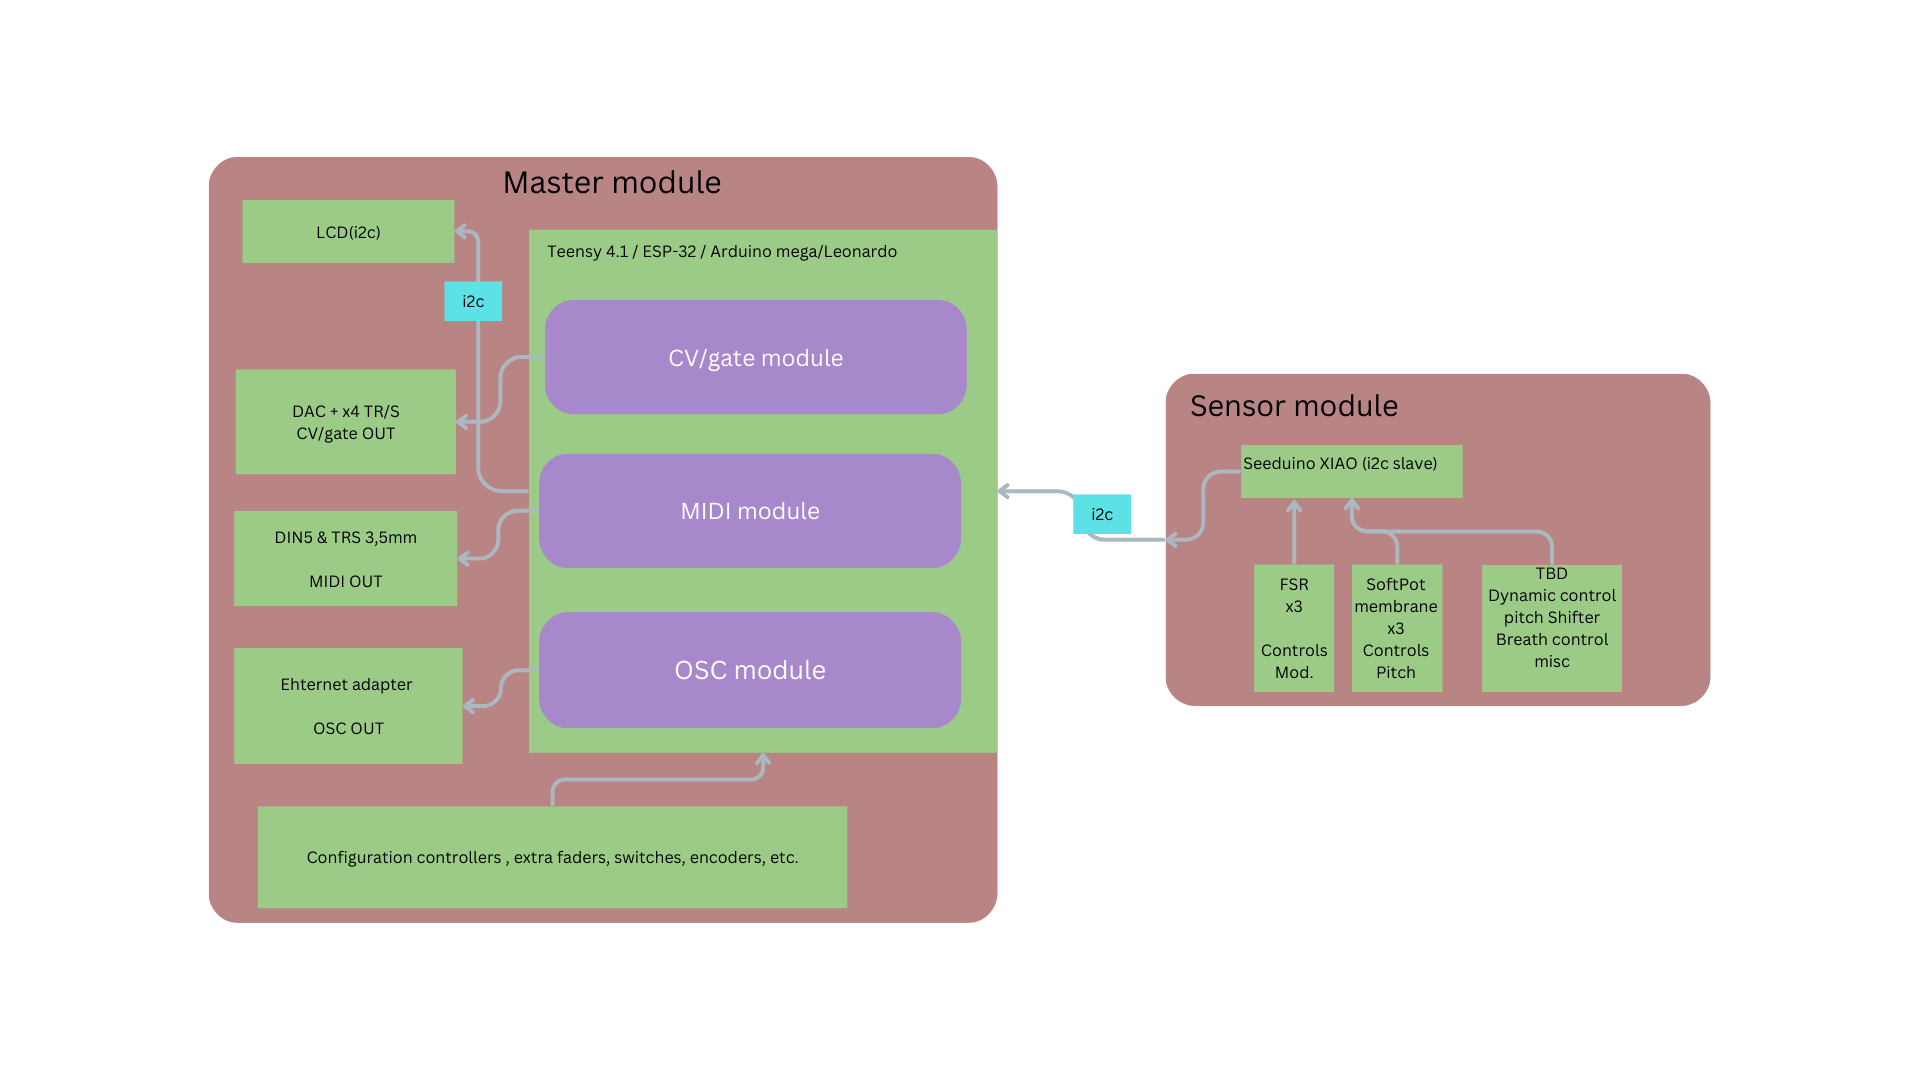 Master module
LCD(i2c)
Teensy 4.1 / ESP-32 / Arduino mega/Leonardo
i2c
CV/gate module
DAC + x4 TR/S
CV/gate OUT
MIDI module
DIN5 & TRS 3,5mm
MIDI OUT
OSC module
Ehternet adapter
OSC OUT
Configuration controllers , extra faders, switches, encoders, etc.
i2c
Sensor module
Seeduino XIAO (i2c slave)
FSR
x3
Controls
Mod.
SoftPot
membrane
x3
Controls
Pitch
TBD
Dynamic control
pitch Shifter
Breath control
misc